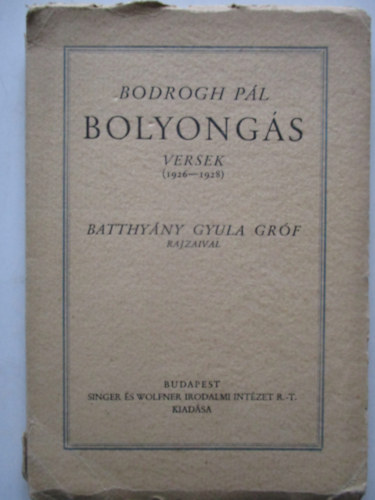 BODROGH PÁL
BOLYONGÁS
VERSEK
(1926—1928)
BATTHYÁNY GYULA GRÓF
RAJZAIVAL
BUDAPEST
SINGER ÉS WOLFNER IRODALMI INTÉZET R.-T.
KIADÁSA